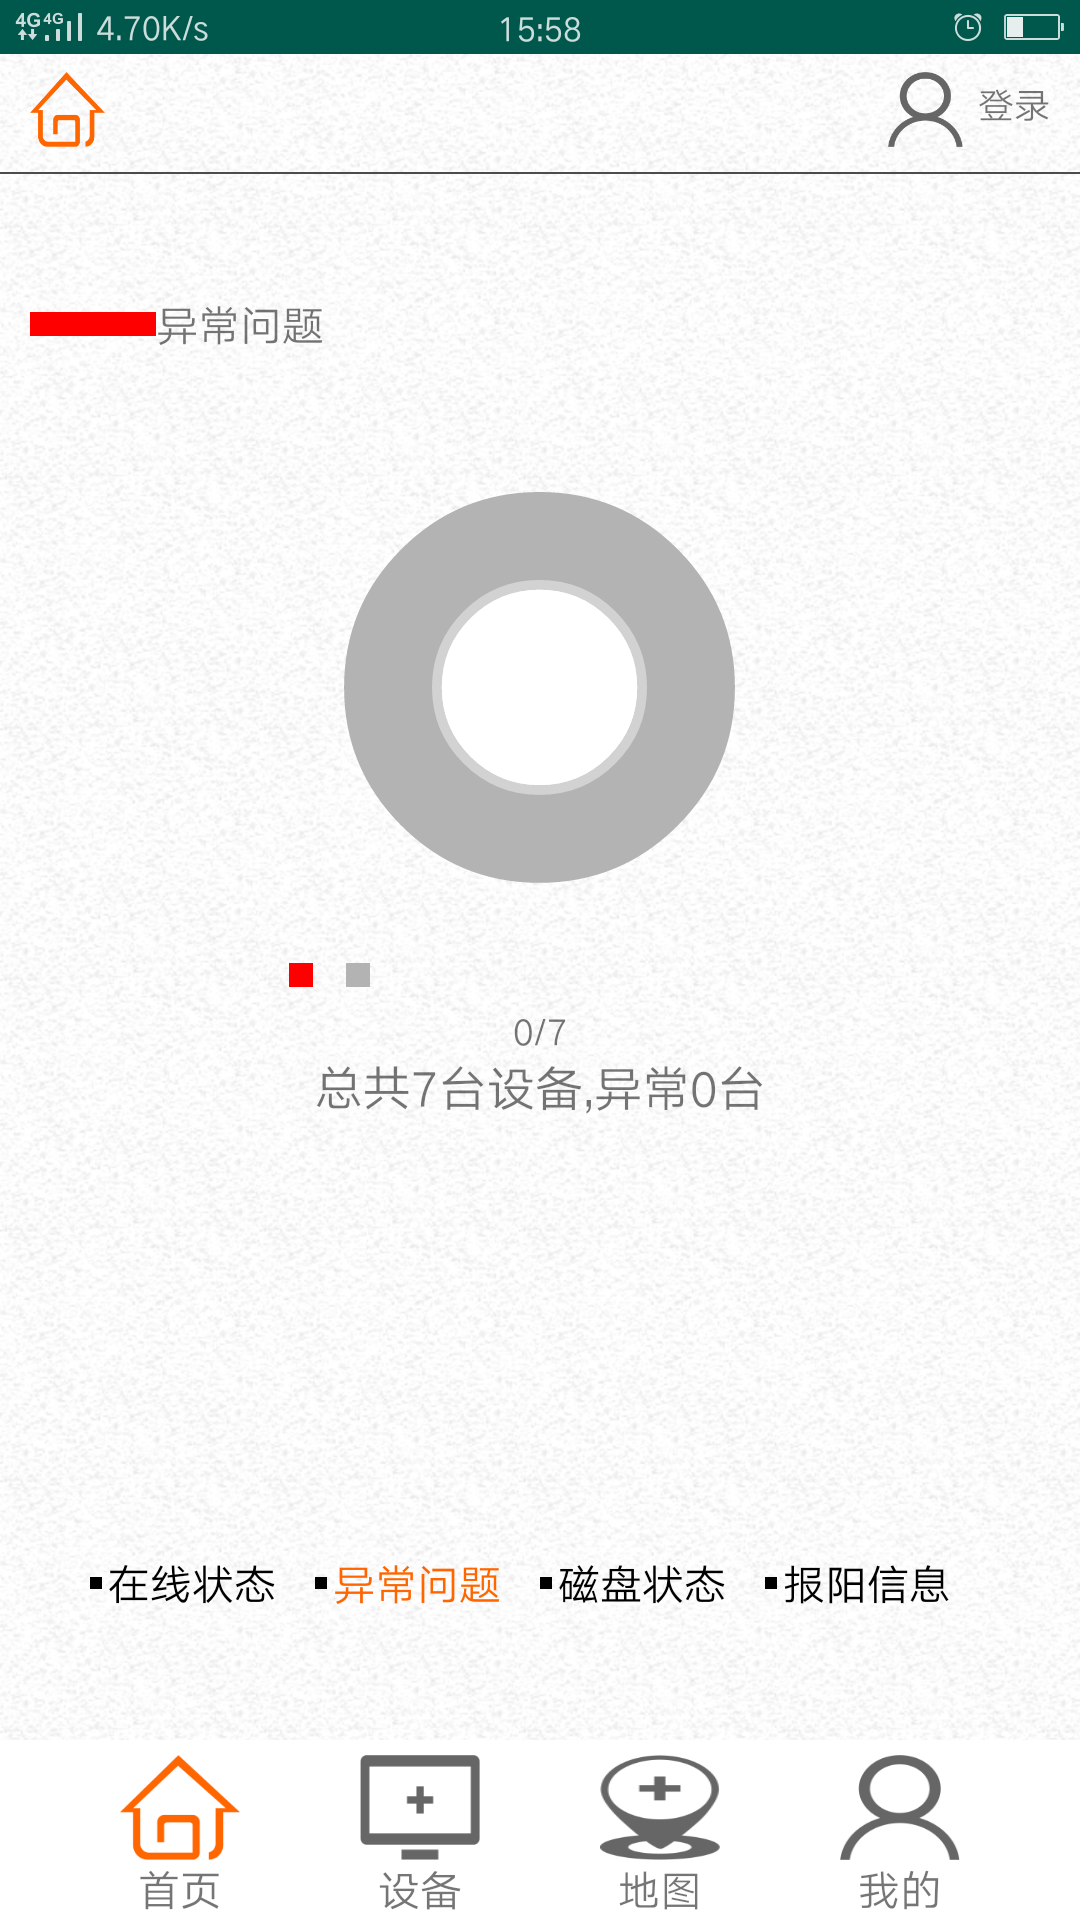 4G 4G 4.70K/s 15:58
登录
异常问题
0/7
总共7台设备,异常0台
在线状态 异常问题 磁盘状态 报阳信息
首页 设备 地图 我的